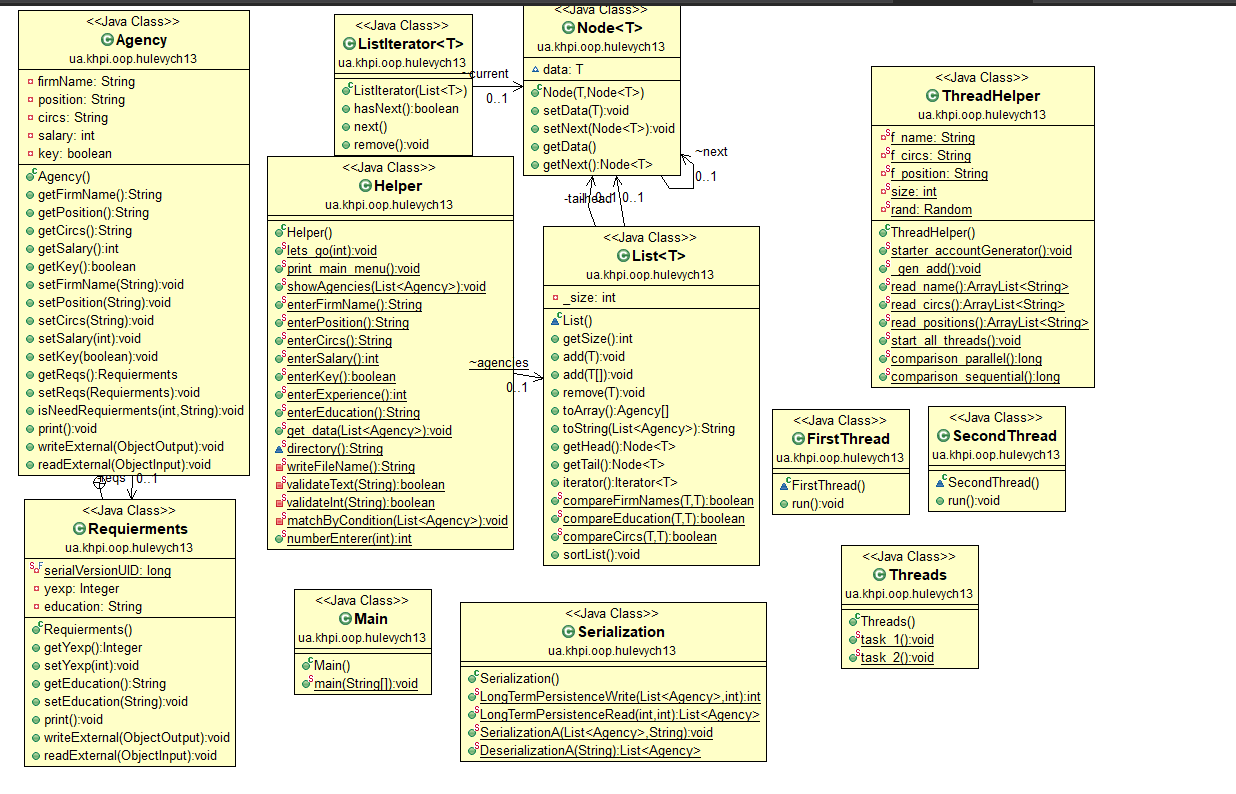 <<Java Class>>
Agency
ua.khpi.oop.hulevych13
firmName: String
position: String
circs: String
salary: int
key: boolean
Agency()
getFirmName():String
getPosition():String
getCircs():String
getSalary():int
getKey():boolean
setFirmName(String):void
setPosition(String):void
setCircs(String):void
setSalary(int):void
setKey(boolean):void
getReqs():Requierments
setReqs(Requierments):void
isNeedRequierments(int,String):void
print():void
writeExternal(ObjectOutput):void
readExternal(ObjectInput):void
-reqs 0..1
<<Java Class>>
Requierments
ua.khpi.oop.hulevych13
serialVersionUID: long
yexp: Integer
education: String
Requierments()
getYexp():Integer
setYexp(int):void
getEducation():String
setEducation(String):void
print():void
writeExternal(ObjectOutput):void
readExternal(ObjectInput):void
<<Java Class>>
ListIterator<T>
ua.khpi.oop.hulevych13
ListIterator(List<T>)
hasNext():boolean
next()
remove():void
~current
0..1
<<Java Class>>
Node<T>
ua.khpi.oop.hulevych13
data: T
Node(T,Node<T>)
setData(T):void
setNext(Node<T>):void
getData()
getNext():Node<T>
~next
0..1
<<Java Class>>
Helper
ua.khpi.oop.hulevych13
Helper()
lets_go(int):void
print_main_menu():void
showAgencies(List<Agency>):void
enterFirmName():String
enterPosition():String
enterCircs():String
enterSalary():int
enterKey():boolean
enterExperience():int
enterEducation():String
get_data(List<Agency>):void
directory():String
writeFileName():String
validateText(String):boolean
validateInt(String):boolean
matchByCondition(List<Agency>):void
numberEnterer(int):int
~agencies
0..1
-tail
-head
0..1
0..1
<<Java Class>>
List<T>
ua.khpi.oop.hulevych13
_size: int
List()
getSize():int
add(T):void
add(T[]):void
remove(T):void
toArray():Agency[]
toString(List<Agency>):String
getHead():Node<T>
getTail():Node<T>
iterator():Iterator<T>
compareFirmNames(T,T):boolean
compareEducation(T,T):boolean
compareCircs(T,T):boolean
sortList():void
<<Java Class>>
Main
ua.khpi.oop.hulevych13
Main()
main(String[]):void
<<Java Class>>
Serialization
ua.khpi.oop.hulevych13
Serialization()
LongTermPersistenceWrite(List<Agency>,int):int
LongTermPersistenceRead(int,int):List<Agency>
SerializationA(List<Agency>,String):void
DeserializationA(String):List<Agency>
<<Java Class>>
ThreadHelper
ua.khpi.oop.hulevych13
f_name: String
f_circs: String
f_position: String
size: int
rand: Random
ThreadHelper()
starter_accountGenerator():void
_gen_add():void
read_name():ArrayList<String>
read_circs():ArrayList<String>
read_positions():ArrayList<String>
start_all_threads():void
comparison_parallel():long
comparison_sequential():long
<<Java Class>>
FirstThread
ua.khpi.oop.hulevych13
FirstThread()
run():void
<<Java Class>>
SecondThread
ua.khpi.oop.hulevych13
SecondThread()
run():void
<<Java Class>>
Threads
ua.khpi.oop.hulevych13
Threads()
task_1():void
task_2():void